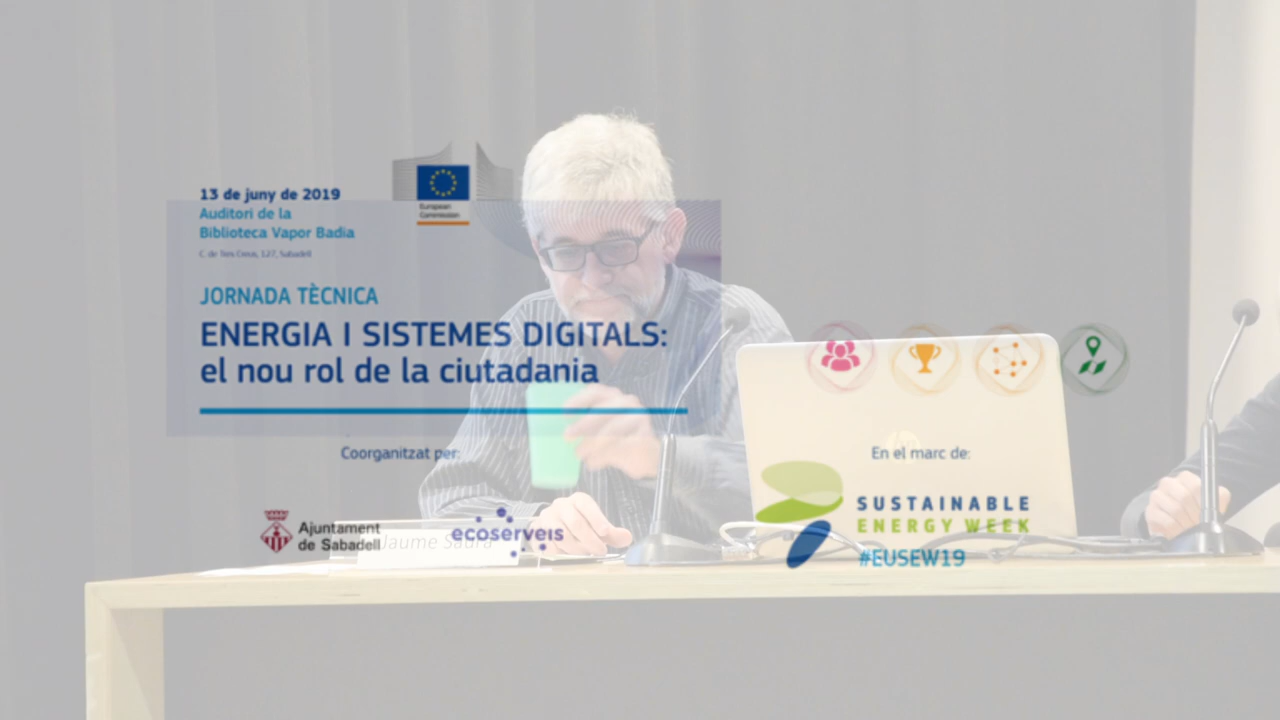 13 de juny de 2019
Auditori de la
Biblioteca Vapor Badia
European
Commission
JORNADA TÈCNICA
ENERGIA I SISTEMES DIGITALS:
el nou rol de la ciutadania
Coorganitzat per:
En el marc de:
Ajuntament
de Sabadell
ecoserveis
Jaume Saura
SUSTAINABLE
ENERGY WEEK
#EUSEW19